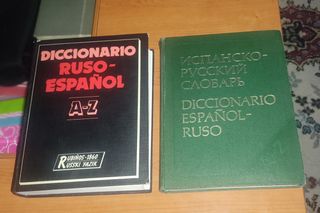 DICCIONARIO
RUSO-
ESPAÑOL
A-Z
RUBIÑOS-1860
RUSSKI YAZIK
ИСПАНСКО-
РУССКИЙ
СЛОВАРЬ
DICCIONARIO
ESPAÑOL-
RUSO